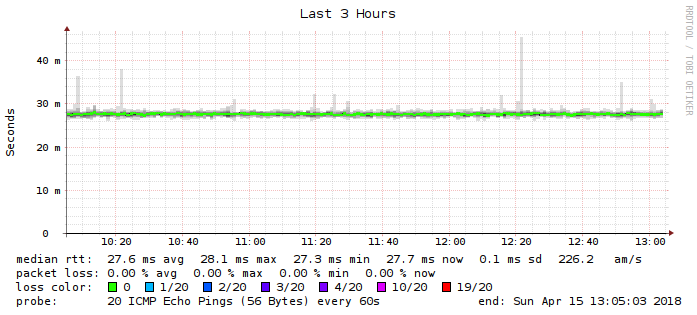 Last 3 Hours
RRDTOOL / TOBI OETIKER
Seconds
40 m
30 m
20 m
10 m
0
10:20 10:40 11:00 11:20 11:40 12:00 12:20 12:40 13:00
median rtt: 27.6 ms avg 28.1 ms max 27.3 ms min 27.7 ms now 0.1 ms sd 226.2 am/s
packet loss: 0.00 % avg 0.00 % max 0.00 % min 0.00 % now
loss color: 0 1/20 2/20 3/20 4/20 10/20 19/20
probe: 20 ICMP Echo Pings (56 Bytes) every 60s end: Sun Apr 15 13:05:03 2018